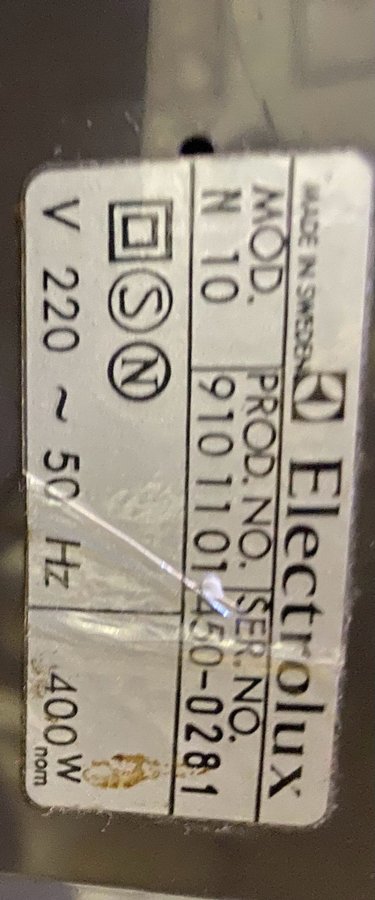 Electrolux
MADE IN SWEDEN
MOD. PROD. NO. SER. NO.
N 10 910 11 01 450-0281
S N
V 220 ~ 50 Hz 400 W
nom